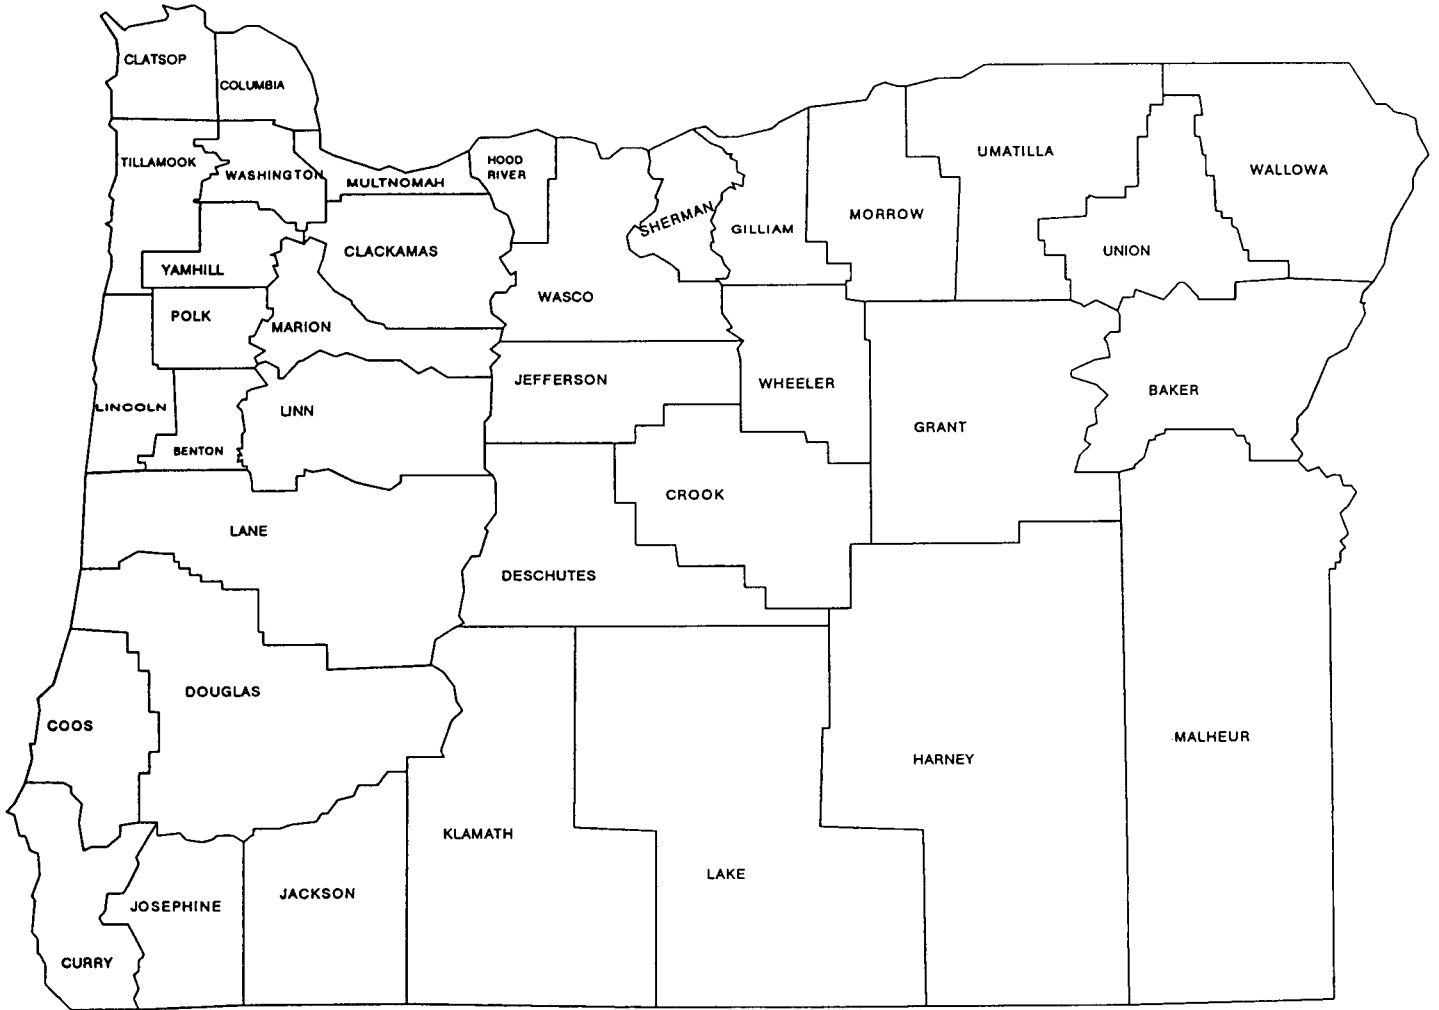 CLATSOP
COLUMBIA
TILLAMOOK
WASHINGTON
MULTNOMAH
HOOD
RIVER
SHERMAN
GILLIAM
MORROW
UMATILLA
WALLOWA
UNION
YAMHILL
CLACKAMAS
WASCO
POLK
MARION
JEFFERSON
WHEELER
BAKER
LINCOLN
LINN
BENTON
GRANT
CROOK
LANE
DESCHUTES
DOUGLAS
COOS
HARNEY
MALHEUR
KLAMATH
LAKE
JACKSON
JOSEPHINE
CURRY